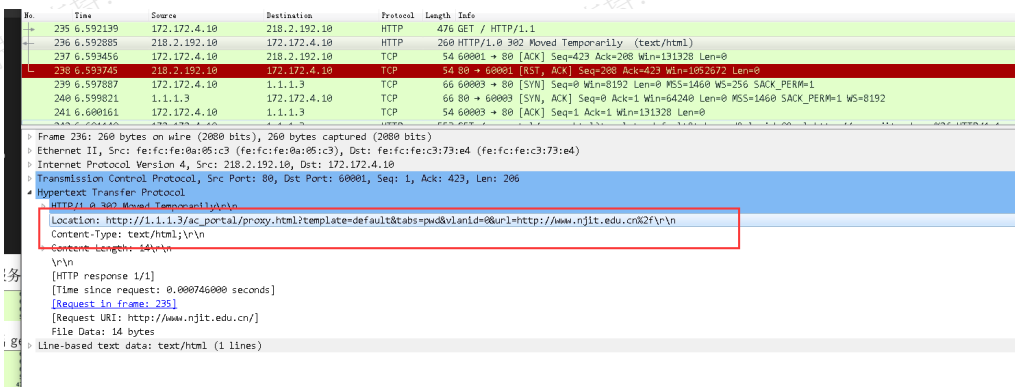 No. Time Source Destination Protocol Length Info
235 6.592139 172.172.4.10 218.2.192.10 HTTP 476 GET / HTTP/1.1
236 6.592885 218.2.192.10 172.172.4.10 HTTP 260 HTTP/1.0 302 Moved Temporarily (text/html)
237 6.593456 172.172.4.10 218.2.192.10 TCP 54 60001 → 80 [ACK] Seq=423 Ack=208 Win=131328 Len=0
238 6.593745 218.2.192.10 172.172.4.10 TCP 54 80 → 60001 [RST, ACK] Seq=208 Ack=423 Win=1052672 Len=0
239 6.597887 172.172.4.10 1.1.1.3 TCP 66 60003 → 80 [SYN] Seq=0 Win=8192 Len=0 MSS=1460 WS=256 SACK_PERM=1
240 6.599821 1.1.1.3 172.172.4.10 TCP 66 80 → 60003 [SYN, ACK] Seq=0 Ack=1 Win=64240 Len=0 MSS=1460 SACK_PERM=1 WS=8192
241 6.600161 172.172.4.10 1.1.1.3 TCP 54 60003 → 80 [ACK] Seq=1 Ack=1 Win=131328 Len=0
Frame 236: 260 bytes on wire (2080 bits), 260 bytes captured (2080 bits)
Ethernet II, Src: fe:fc:fe:0a:05:c3 (fe:fc:fe:0a:05:c3), Dst: fe:fc:fe:c3:73:e4 (fe:fc:fe:c3:73:e4)
Internet Protocol Version 4, Src: 218.2.192.10, Dst: 172.172.4.10
Transmission Control Protocol, Src Port: 80, Dst Port: 60001, Seq: 1, Ack: 423, Len: 206
Hypertext Transfer Protocol
HTTP/1.0 302 Moved Temporarily\r\n
Location: http://1.1.1.3/ac_portal/proxy.html?template=default&tabs=pwd&vlanid=0&url=http://www.njit.edu.cn%2f\r\n
Content-Type: text/html;\r\n
Content-Length: 14\r\n
\r\n
[HTTP response 1/1]
[Time since request: 0.000746000 seconds]
[Request in frame: 235]
[Request URI: http://www.njit.edu.cn/]
File Data: 14 bytes
Line-based text data: text/html (1 lines)
务
ge